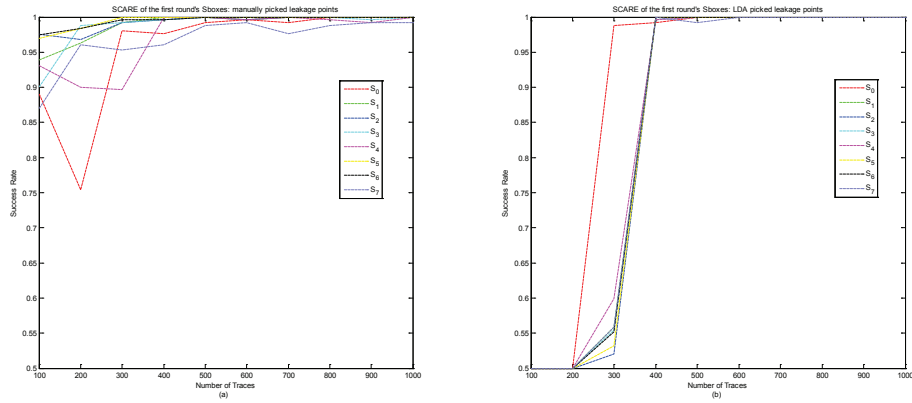 SCARE of the first round's Sboxes: manually picked leakage points
1
0.95
0.9
0.85
0.8
0.75
0.7
0.65
0.6
0.55
0.5
Success Rate
S0
S1
S2
S3
S4
S5
S6
S7
100 200 300 400 500 600 700 800 900 1000
Number of Traces
(a)
SCARE of the first round's Sboxes: LDA picked leakage points
1
0.95
0.9
0.85
0.8
0.75
0.7
0.65
0.6
0.55
0.5
Success Rate
S0
S1
S2
S3
S4
S5
S6
S7
100 200 300 400 500 600 700 800 900 1000
Number of Traces
(b)